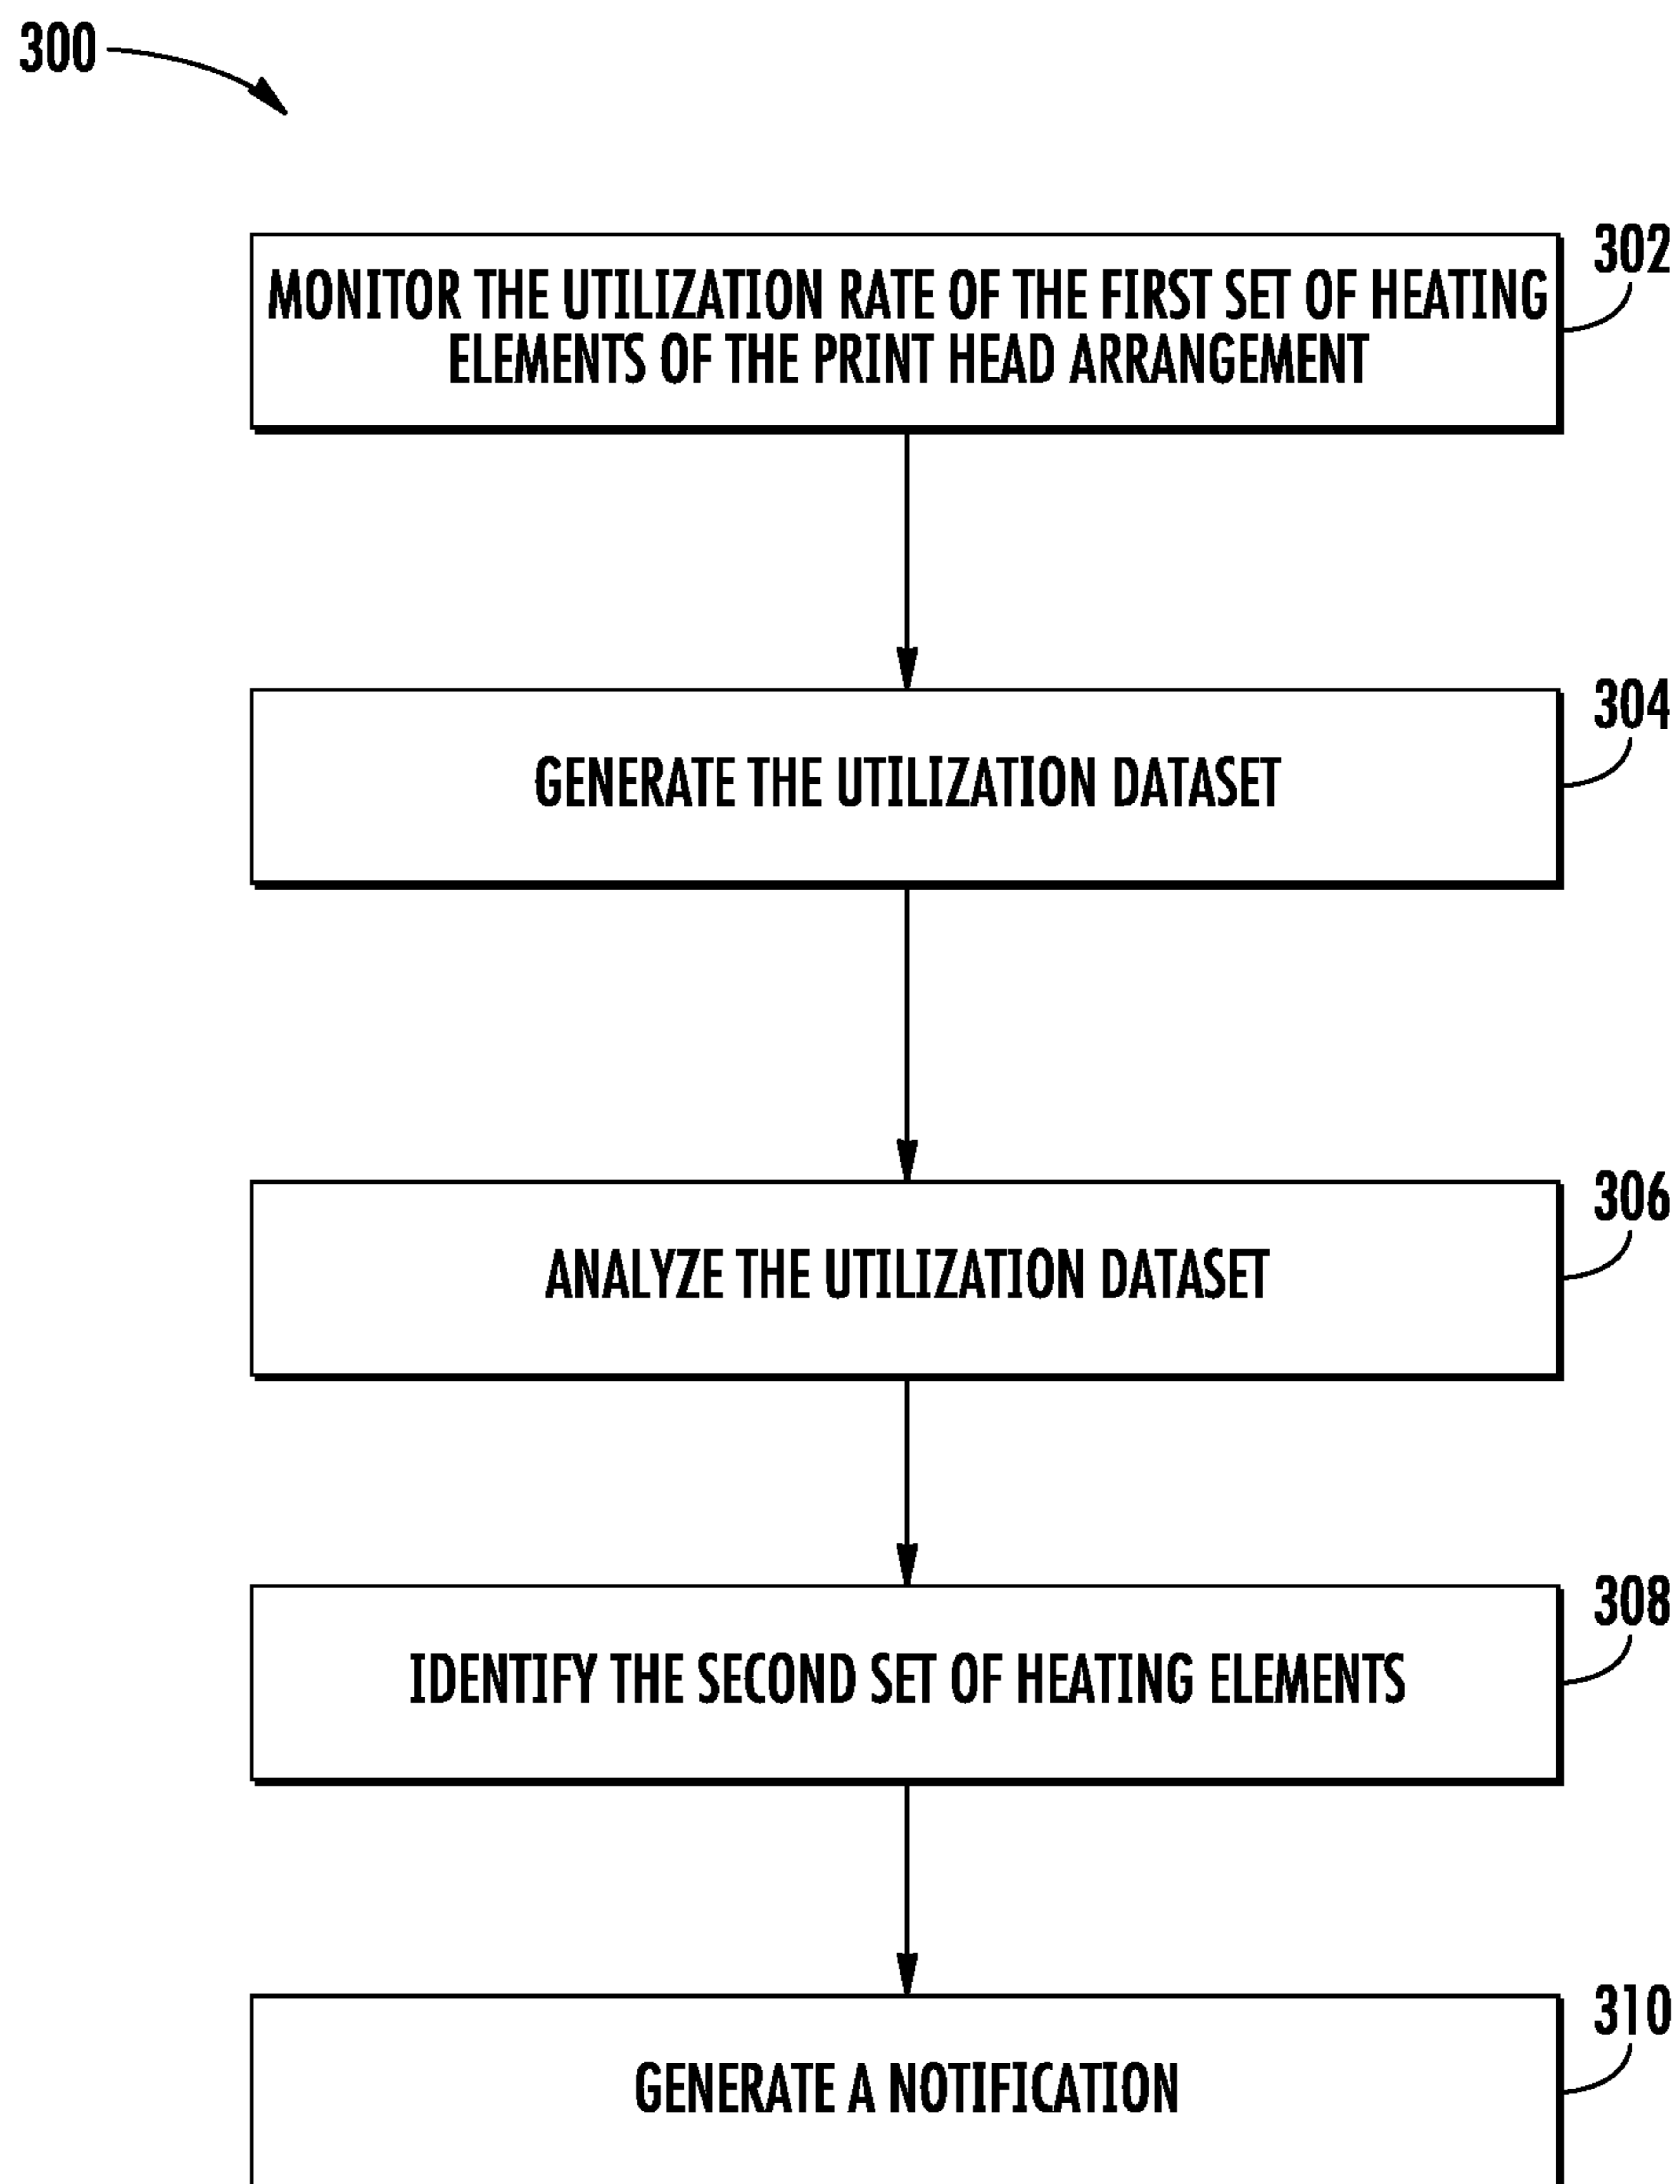 300
302
MONITOR THE UTILIZATION RATE OF THE FIRST SET OF HEATING
ELEMENTS OF THE PRINT HEAD ARRANGEMENT
304
GENERATE THE UTILIZATION DATASET
306
ANALYZE THE UTILIZATION DATASET
308
IDENTIFY THE SECOND SET OF HEATING ELEMENTS
310
GENERATE A NOTIFICATION